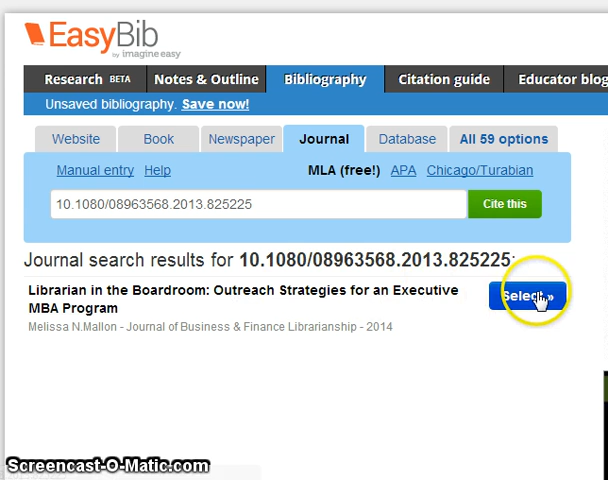 EasyBib
by imagine easy
Research BETA Notes & Outline Bibliography Citation guide Educator blog
Unsaved bibliography. Save now!
Website Book Newspaper Journal Database All 59 options
Manual entry Help MLA (free!) APA Chicago/Turabian
10.1080/08963568.2013.825225 Cite this
Journal search results for 10.1080/08963568.2013.825225:
Librarian in the Boardroom: Outreach Strategies for an Executive
MBA Program
Select »
Melissa N.Mallon - Journal of Business & Finance Librarianship - 2014
Screencast-O-Matic.com